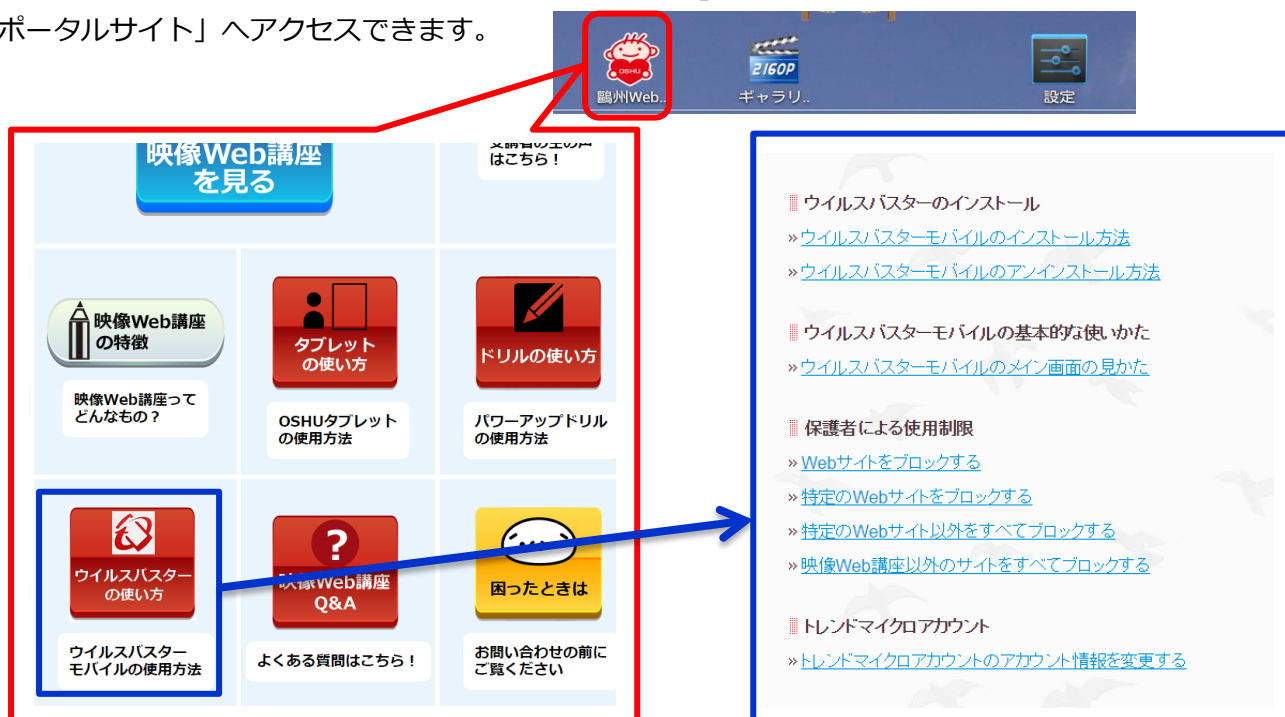 ポータルサイト」へアクセスできます。
OSHU
2160P
鷗州Web..
ギャラリ..
設定
映像Web講座
を見る
受講者の生の声
はこちら！
映像Web講座
の特徴
映像Web講座って
どんなもの？
タブレット
の使い方
OSHUタブレット
の使用方法
ドリルの使い方
パワーアップドリル
の使用方法
ウイルスバスター
の使い方
ウイルスバスター
モバイルの使用方法
?
映像Web講座
Q&A
よくある質問はこちら！
困ったときは
お問い合わせの前に
ご覧ください
ウイルスバスターのインストール
»ウイルスバスターモバイルのインストール方法
»ウイルスバスターモバイルのアンインストール方法
ウイルスバスターモバイルの基本的な使いかた
»ウイルスバスターモバイルのメイン画面の見かた
保護者による使用制限
»Webサイトをブロックする
»特定のWebサイトをブロックする
»特定のWebサイト以外をすべてブロックする
»映像Web講座以外のサイトをすべてブロックする
トレンドマイクロアカウント
»トレンドマイクロアカウントのアカウント情報を変更する